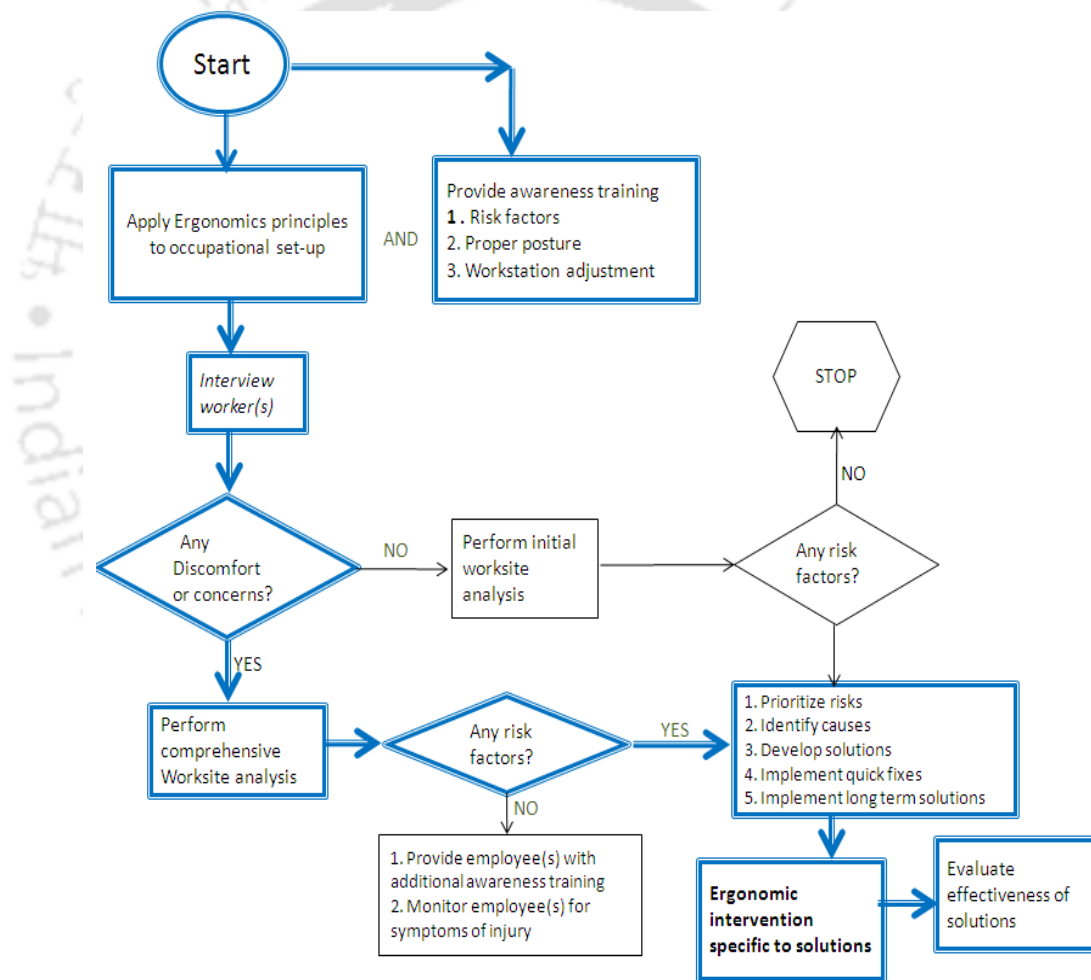 Start
Apply Ergonomics principles
to occupational set-up
AND
Provide awareness training
1 . Risk factors
2. Proper posture
3. Workstation adjustment
Interview
worker(s)
STOP
NO
Any
Discomfort
or concerns?
NO
Perform initial
worksite
analysis
Any risk
factors?
YES
Perform
comprehensive
Worksite analysis
Any risk
factors?
YES
1. Prioritize risks
2. Identify causes
3. Develop solutions
4. Implement quick fixes
5. Implement long term solutions
NO
1. Provide employee(s) with
additional awareness training
2. Monitor employee(s) for
symptoms of injury
Ergonomic
intervention
specific to solutions
Evaluate
effectiveness of
solutions
Indian